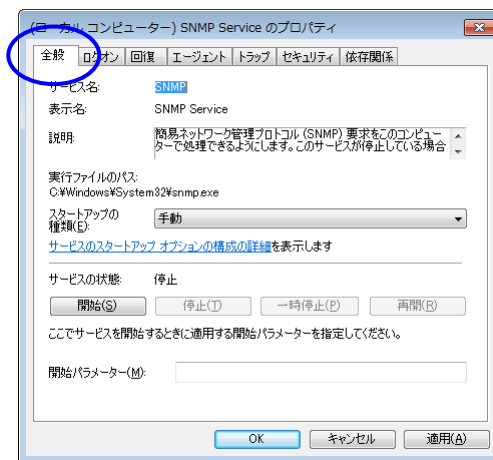 (ローカル コンピューター) SNMP Service のプロパティ
全般 ログオン 回復 エージェント トラップ セキュリティ 依存関係
サービス名: SNMP
表示名: SNMP Service
説明: 簡易ネットワーク管理プロトコル (SNMP) 要求をこのコンピュー
ターで処理できるようにします。このサービスが停止している場合
実行ファイルのパス:
C:¥Windows¥System32¥snmp.exe
スタートアップの
種類(E): 手動
サービスのスタートアップ オプションの構成の詳細を表示します
サービスの状態: 停止
開始(S) 停止(T) 一時停止(P) 再開(R)
ここでサービスを開始するときに適用する開始パラメーターを指定してください。
開始パラメーター(M):
OK キャンセル 適用(A)